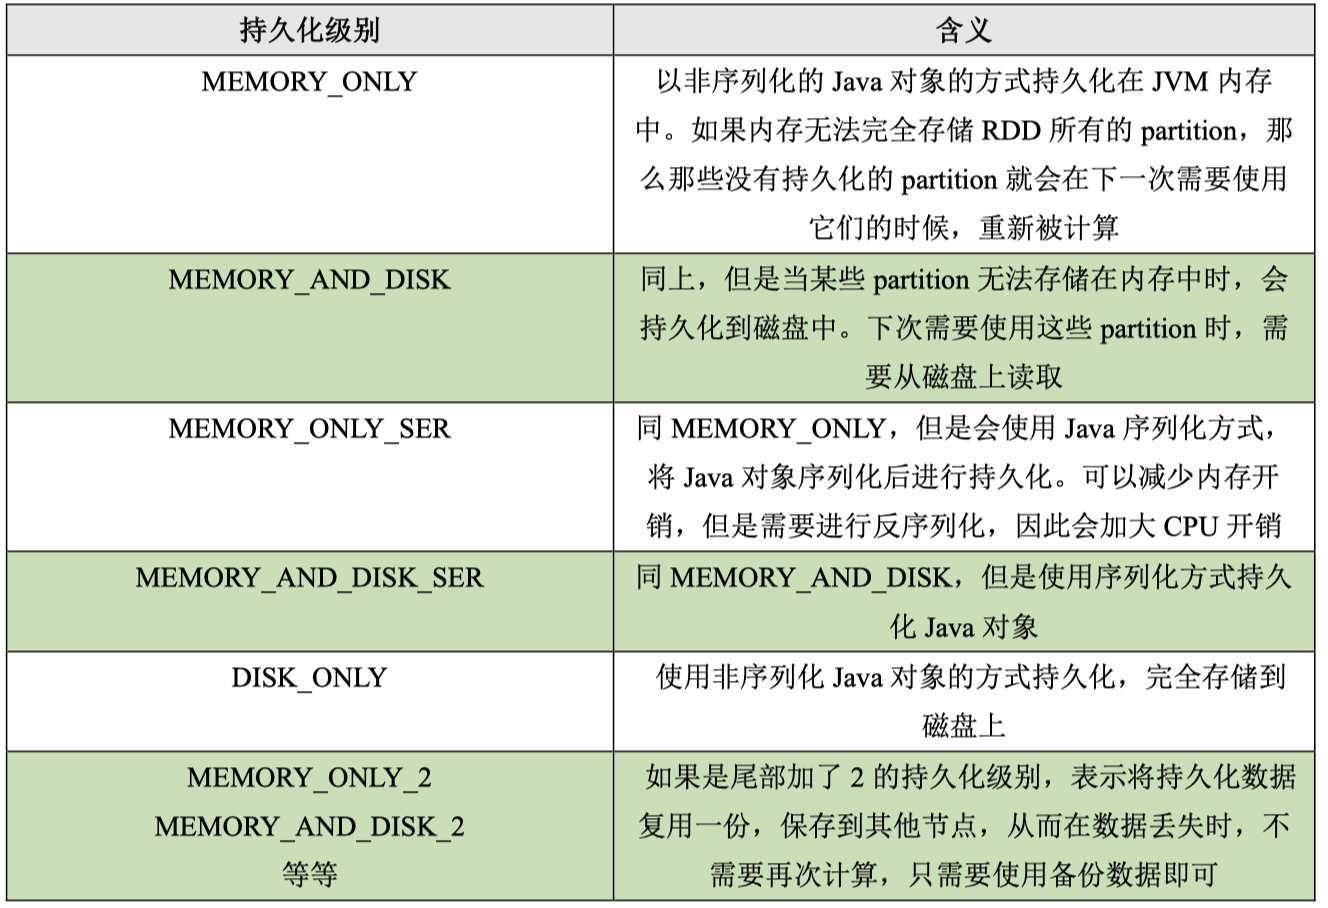 持久化级别
含义
MEMORY_ONLY
以非序列化的 Java 对象的方式持久化在 JVM 内存
中。如果内存无法完全存储 RDD 所有的 partition，那
么那些没有持久化的 partition 就会在下一次需要使用
它们的时候，重新被计算
MEMORY_AND_DISK
同上，但是当某些 partition 无法存储在内存中时，会
持久化到磁盘中。下次需要使用这些 partition 时，需
要从磁盘上读取
MEMORY_ONLY_SER
同 MEMORY_ONLY，但是会使用 Java 序列化方式，
将 Java 对象序列化后进行持久化。可以减少内存开
销，但是需要进行反序列化，因此会加大 CPU 开销
MEMORY_AND_DISK_SER
同 MEMORY_AND_DISK，但是使用序列化方式持久
化 Java 对象
DISK_ONLY
使用非序列化 Java 对象的方式持久化，完全存储到
磁盘上
MEMORY_ONLY_2
MEMORY_AND_DISK_2
等等
如果是尾部加了 2 的持久化级别，表示将持久化数据
复用一份，保存到其他节点，从而在数据丢失时，不
需要再次计算，只需要使用备份数据即可